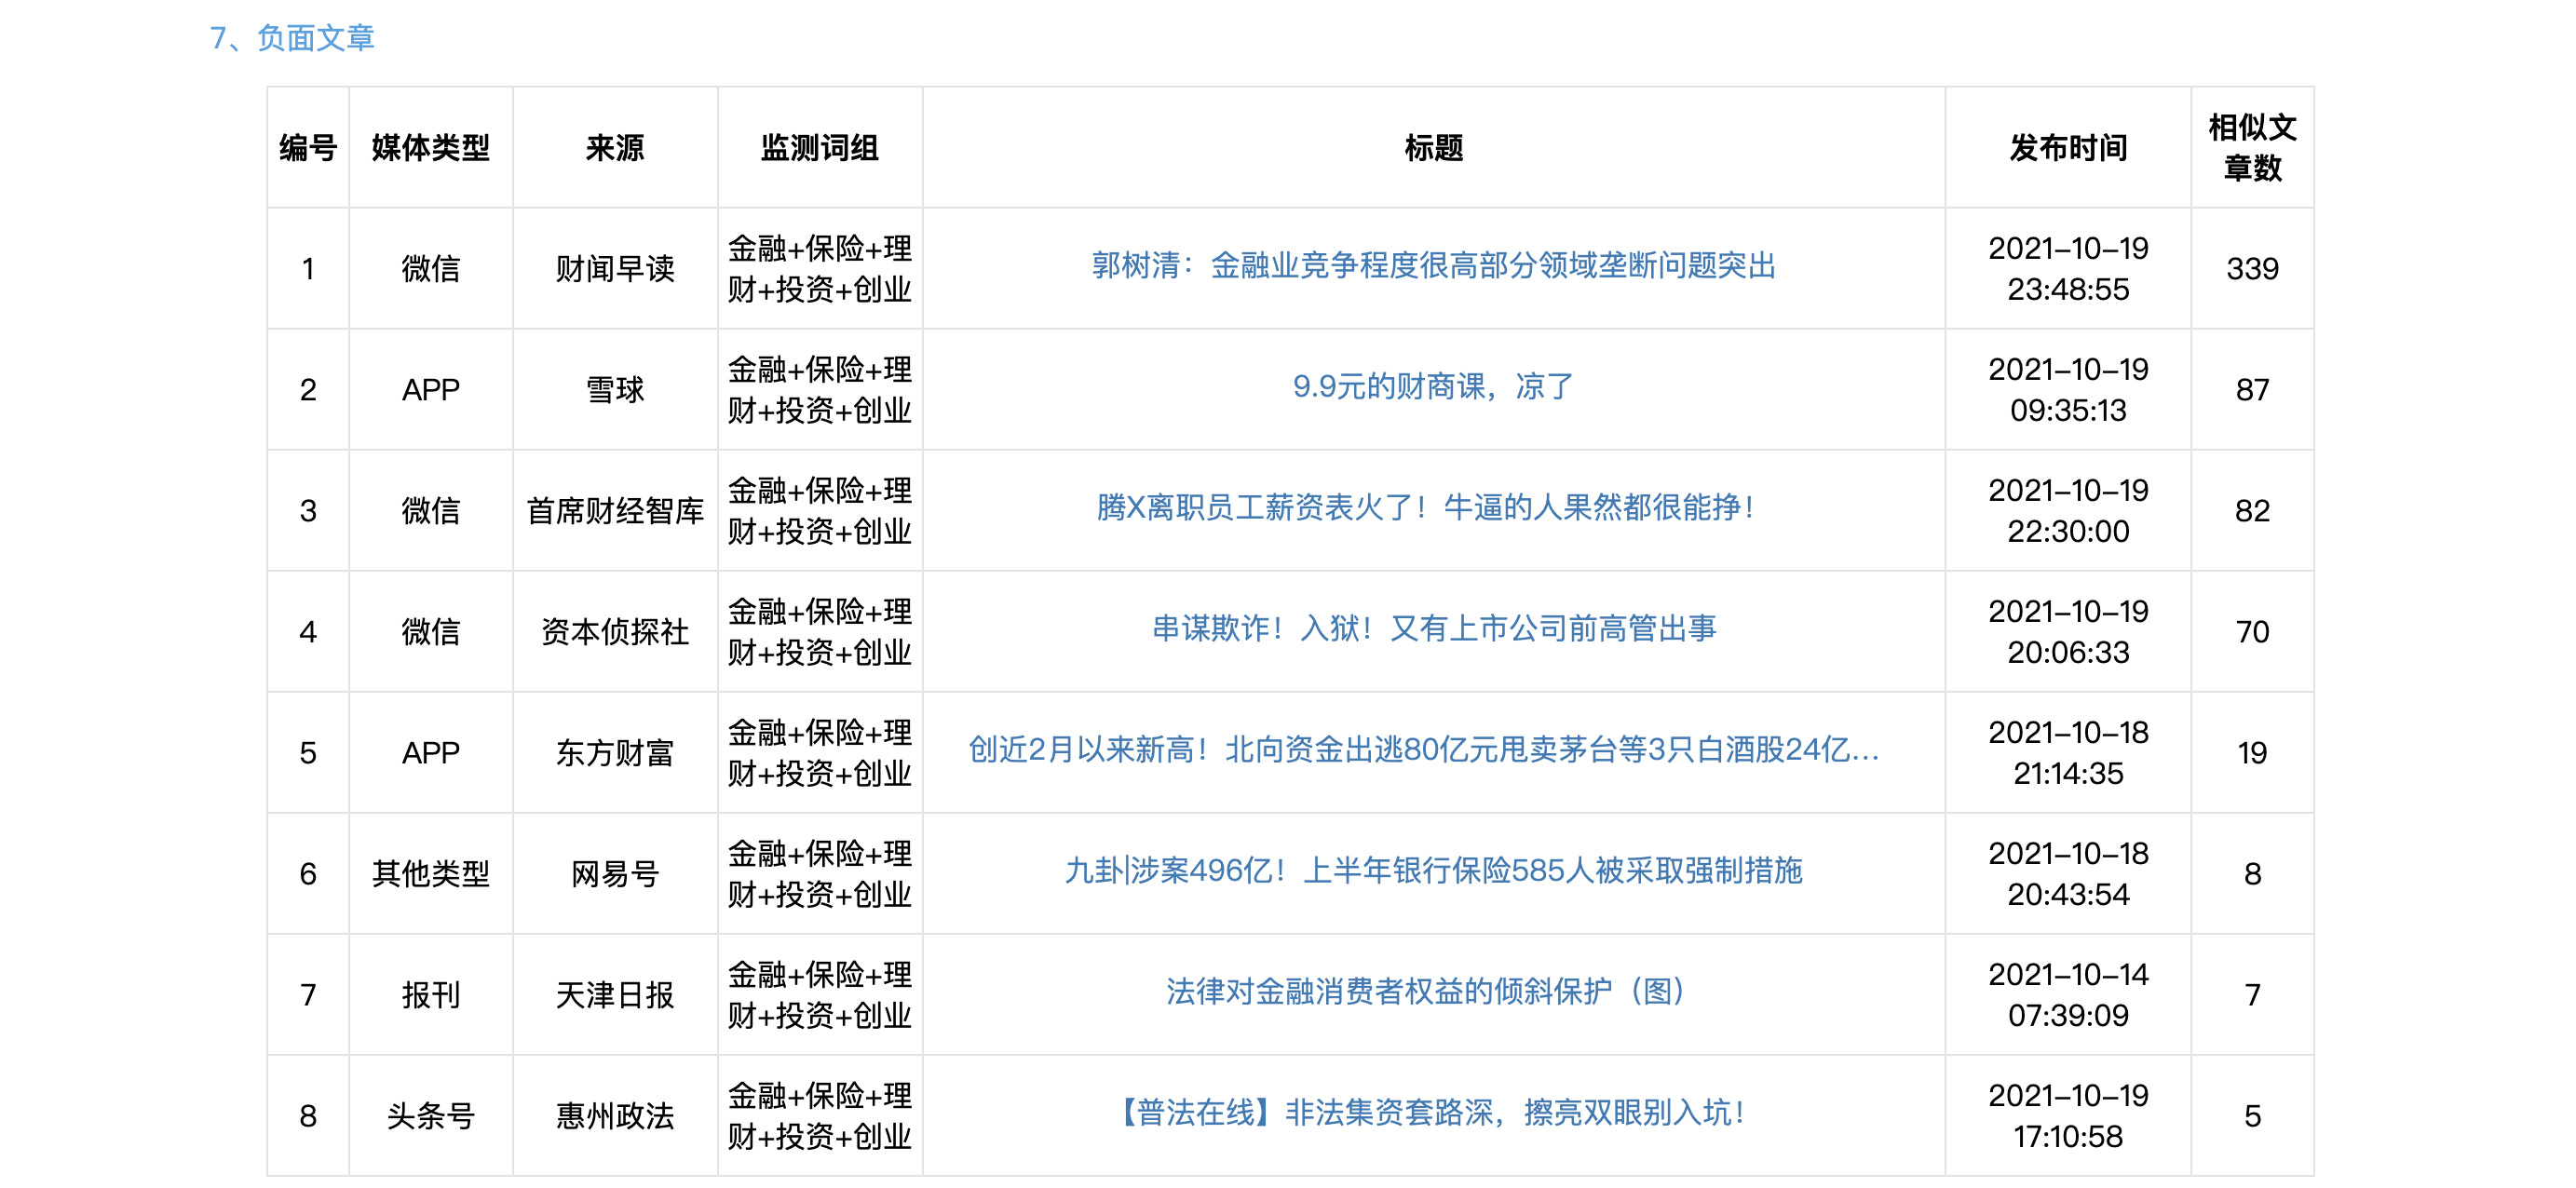 7、负面文章
编号 媒体类型 来源 监测词组 标题 发布时间 相似文章数
1 微信 财闻早读 金融+保险+理财+投资+创业 郭树清：金融业竞争程度很高部分领域垄断问题突出 2021-10-19 23:48:55 339
2 APP 雪球 金融+保险+理财+投资+创业 9.9元的财商课，凉了 2021-10-19 09:35:13 87
3 微信 首席财经智库 金融+保险+理财+投资+创业 腾X离职员工薪资表火了！牛逼的人果然都很能挣！ 2021-10-19 22:30:00 82
4 微信 资本侦探社 金融+保险+理财+投资+创业 串谋欺诈！入狱！又有上市公司前高管出事 2021-10-19 20:06:33 70
5 APP 东方财富 金融+保险+理财+投资+创业 创近2月以来新高！北向资金出逃80亿元甩卖茅台等3只白酒股24亿... 2021-10-18 21:14:35 19
6 其他类型 网易号 金融+保险+理财+投资+创业 九卦|涉案496亿！上半年银行保险585人被采取强制措施 2021-10-18 20:43:54 8
7 报刊 天津日报 金融+保险+理财+投资+创业 法律对金融消费者权益的倾斜保护（图） 2021-10-14 07:39:09 7
8 头条号 惠州政法 金融+保险+理财+投资+创业 【普法在线】非法集资套路深，擦亮双眼别入坑！ 2021-10-19 17:10:58 5